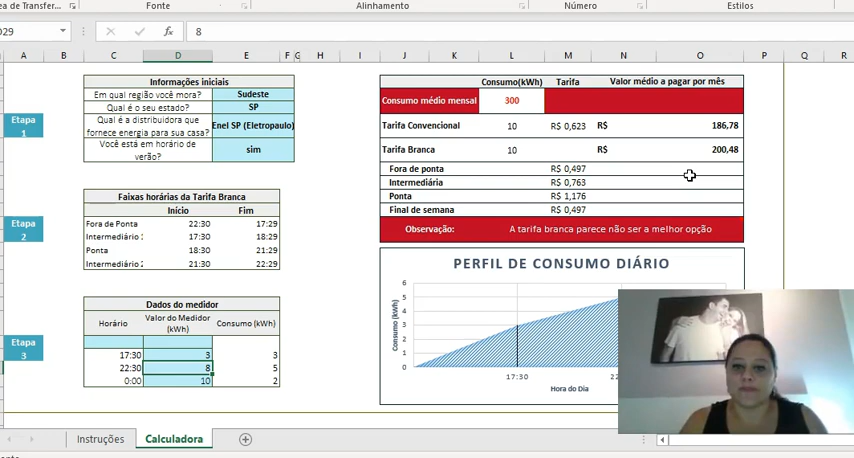 ea de Transfer...
Alinhamento
Número
Estilos
D29
fx
8
A B C D E F G H I J K L M N O P Q R
Informações iniciais
Em qual região você mora? Sudeste
Qual é o seu estado? SP
Qual é a distribuidora que
fornece energia para sua casa? Enel SP (Eletropaulo)
Você está em horário de
verão? sim
Etapa
1
Faixas horárias da Tarifa Branca
Início Fim
Fora de Ponta 22:30 17:29
Intermediário 1 17:30 18:29
Ponta 18:30 21:29
Intermediário 2 21:30 22:29
Etapa
2
Dados do medidor
Horário Valor do Medidor
(kWh) Consumo (kWh)
17:30 3 3
22:30 8 5
0:00 10 2
Etapa
3
Consumo(kWh) Tarifa Valor médio a pagar por mês
Consumo médio mensal 300
Tarifa Convencional 10 R$ 0,623 R$ 186,78
Tarifa Branca 10 R$ 200,48
Fora de ponta R$ 0,497
Intermediária R$ 0,763
Ponta R$ 1,176
Final de semana R$ 0,497
Observação: A tarifa branca parece não ser a melhor opção
PERFIL DE CONSUMO DIÁRIO
Consumo (kWh)
6
5
4
3
2
1
0
17:30
Hora do Dia
Instruções Calculadora